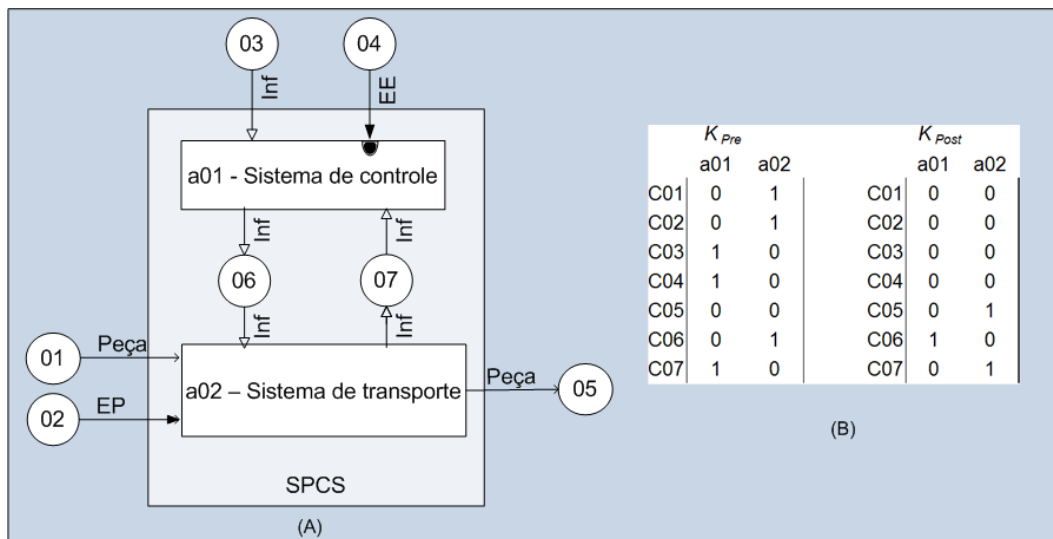 03
04
Inf
EE
a01 - Sistema de controle
Inf
Inf
06
07
Inf
Inf
01
Peça
02
EP
a02 – Sistema de transporte
Peça
05
SPCS
(A)
K Pre
K Post
a01 a02
a01 a02
C01 0 1
C01 0 0
C02 0 1
C02 0 0
C03 1 0
C03 0 0
C04 1 0
C04 0 0
C05 0 0
C05 0 1
C06 0 1
C06 1 0
C07 1 0
C07 0 1
(B)